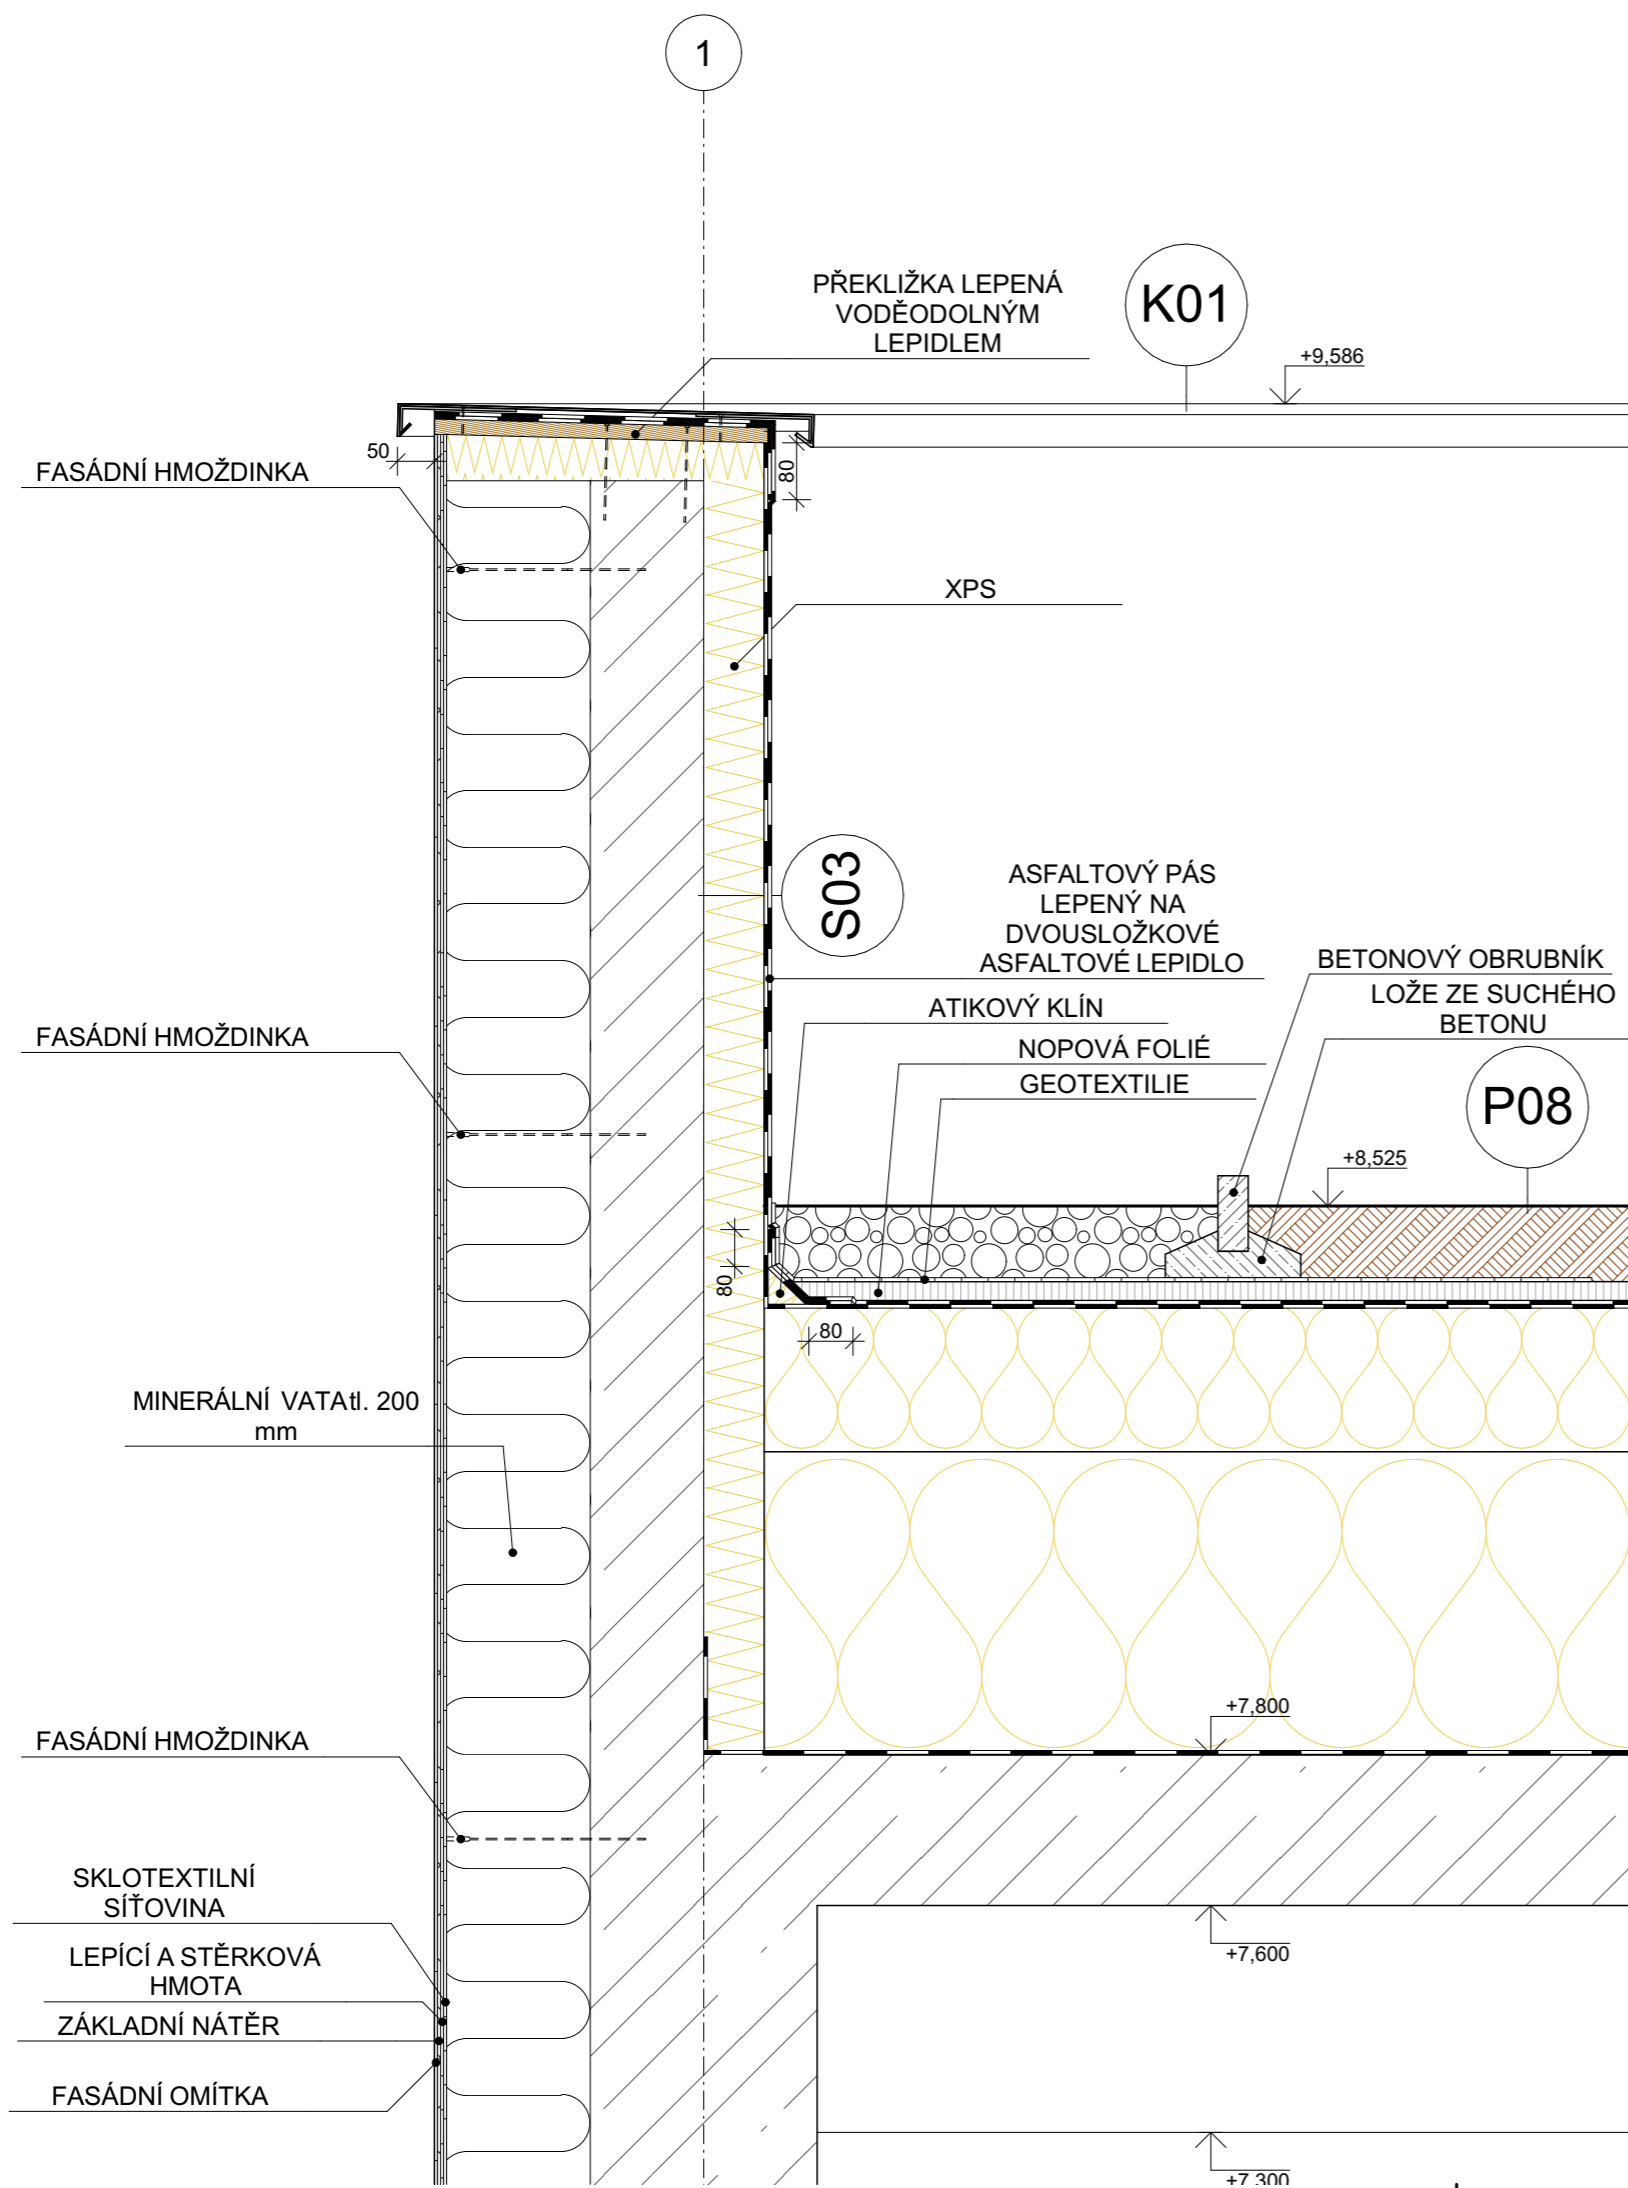 1
PŘEKLIŽKA LEPENÁ
VODĚODOLNÝM
LEPIDLEM
K01
+9,586
50
80
FASÁDNÍ HMOŽDINKA
XPS
S03
ASFALTOVÝ PÁS
LEPENÝ NA
DVOUSLOŽKOVÉ
ASFALTOVÉ LEPIDLO
BETONOVÝ OBRUBNÍK
LOŽE ZE SUCHÉHO
BETONU
ATIKOVÝ KLÍN
FASÁDNÍ HMOŽDINKA
NOPOVÁ FOLIÉ
GEOTEXTILIE
P08
+8,525
80
80
MINERÁLNÍ VATAtl. 200
mm
+7,800
FASÁDNÍ HMOŽDINKA
SKLOTEXTILNÍ
SÍŤOVINA
+7,600
LEPÍCÍ A STĚRKOVÁ
HMOTA
ZÁKLADNÍ NÁTĚR
FASÁDNÍ OMÍTKA
+7,300